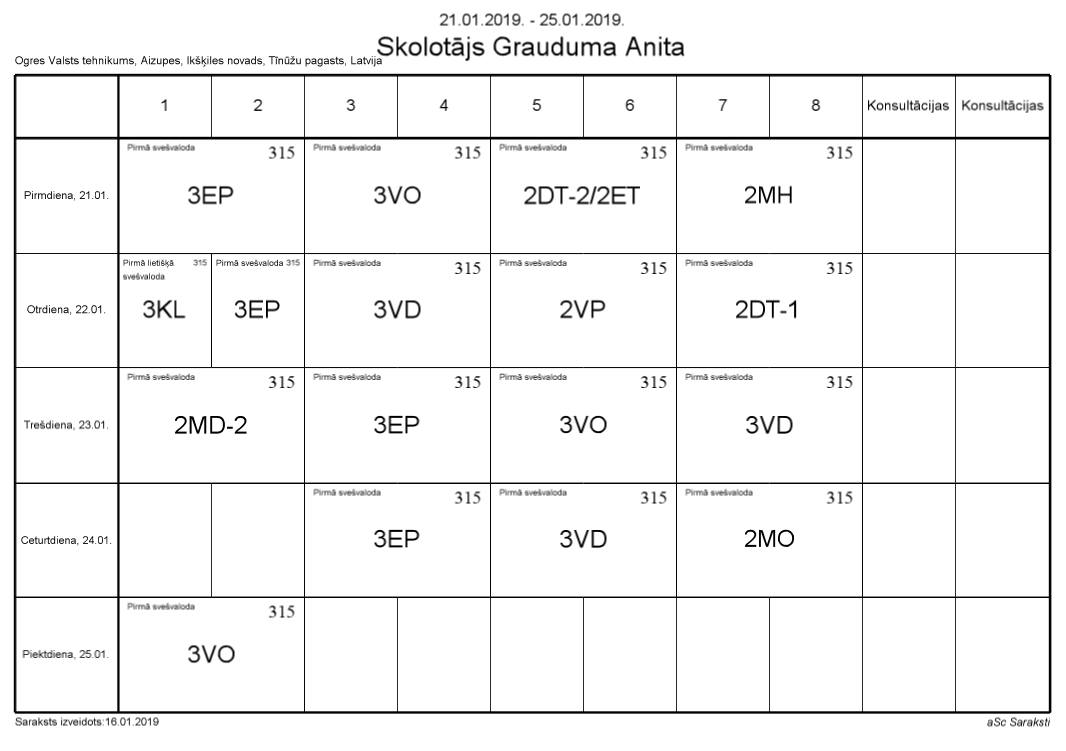 21.01.2019. - 25.01.2019.
Skolotājs Grauduma Anita
Ogres Valsts tehnikums, Aizupes, Ikšķiles novads, Tīnūžu pagasts, Latvija
1 2 3 4 5 6 7 8 Konsultācijas Konsultācijas
Pirmā svešvaloda 315 Pirmā svešvaloda 315 Pirmā svešvaloda 315 Pirmā svešvaloda 315
Pirmdiena, 21.01. 3EP 3VO 2DT-2/2ET 2MH
Pirmā lietišķā 315 Pirmā svešvaloda 315 Pirmā svešvaloda 315 Pirmā svešvaloda 315 Pirmā svešvaloda 315
svešvaloda
Otrdiena, 22.01. 3KL 3EP 3VD 2VP 2DT-1
Pirmā svešvaloda 315 Pirmā svešvaloda 315 Pirmā svešvaloda 315 Pirmā svešvaloda 315
Trešdiena, 23.01. 2MD-2 3EP 3VO 3VD
Pirmā svešvaloda 315 Pirmā svešvaloda 315 Pirmā svešvaloda 315
Ceturtdiena, 24.01. 3EP 3VD 2MO
Pirmā svešvaloda 315
Piektdiena, 25.01. 3VO
Saraksts izveidots:16.01.2019 aSc Saraksti